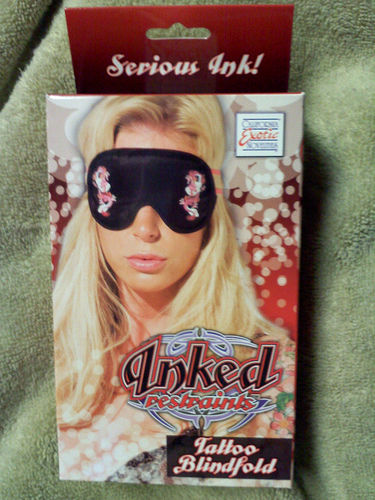 Serious Ink!
CALIFORNIA
Exotic
NOVELTIES
Inked
restraints
Tattoo
Blindfold